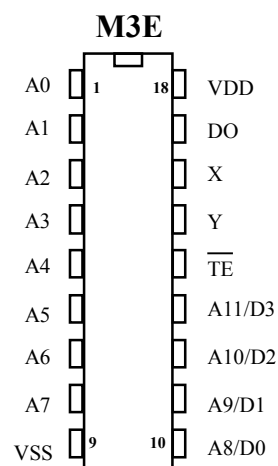 M3E
A0 1 18 VDD
A1 DO
A2 X
A3 Y
A4 T̅E̅
A5 A11/D3
A6 A10/D2
A7 A9/D1
VSS 9 10 A8/D0